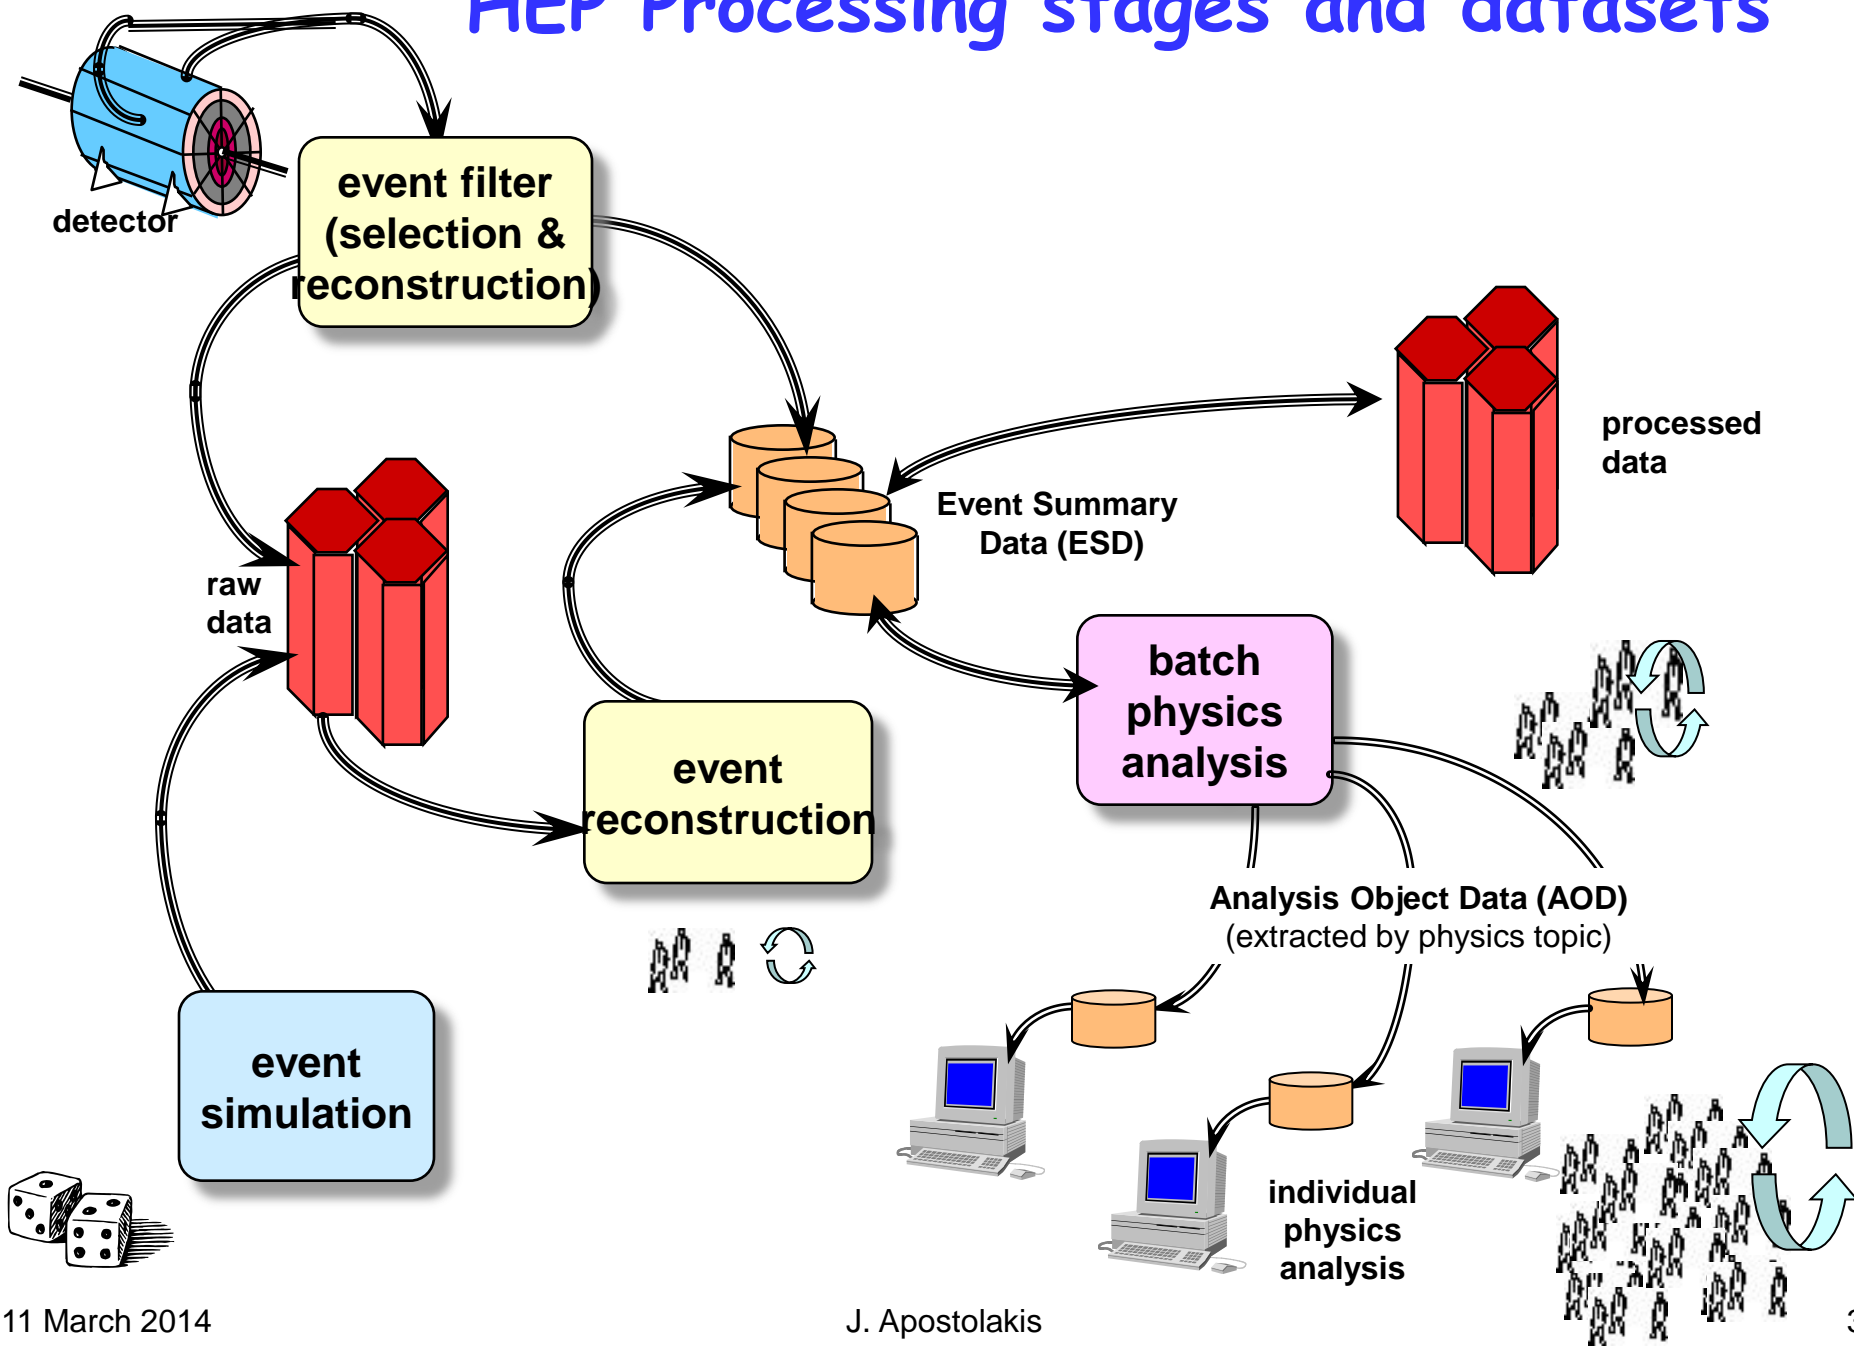 HEP Processing stages and datasets
detector
event filter
(selection &
reconstruction)
processed
data
Event Summary
Data (ESD)
raw
data
batch
physics
analysis
event
reconstruction
Analysis Object Data (AOD)
(extracted by physics topic)
event
simulation
individual
physics
analysis
11 March 2014
J. Apostolakis